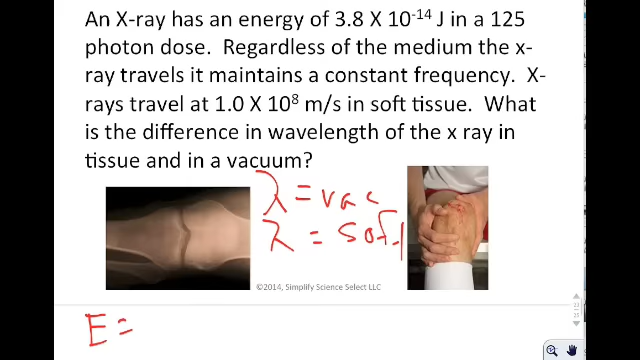 An X-ray has an energy of 3.8 X 10⁻¹⁴ J in a 125
photon dose. Regardless of the medium the x-
ray travels it maintains a constant frequency. X-
rays travel at 1.0 X 10⁸ m/s in soft tissue. What
is the difference in wavelength of the x ray in
tissue and in a vacuum?
λ = vac
λ = soft
©2014, Simplify Science Select LLC
E =